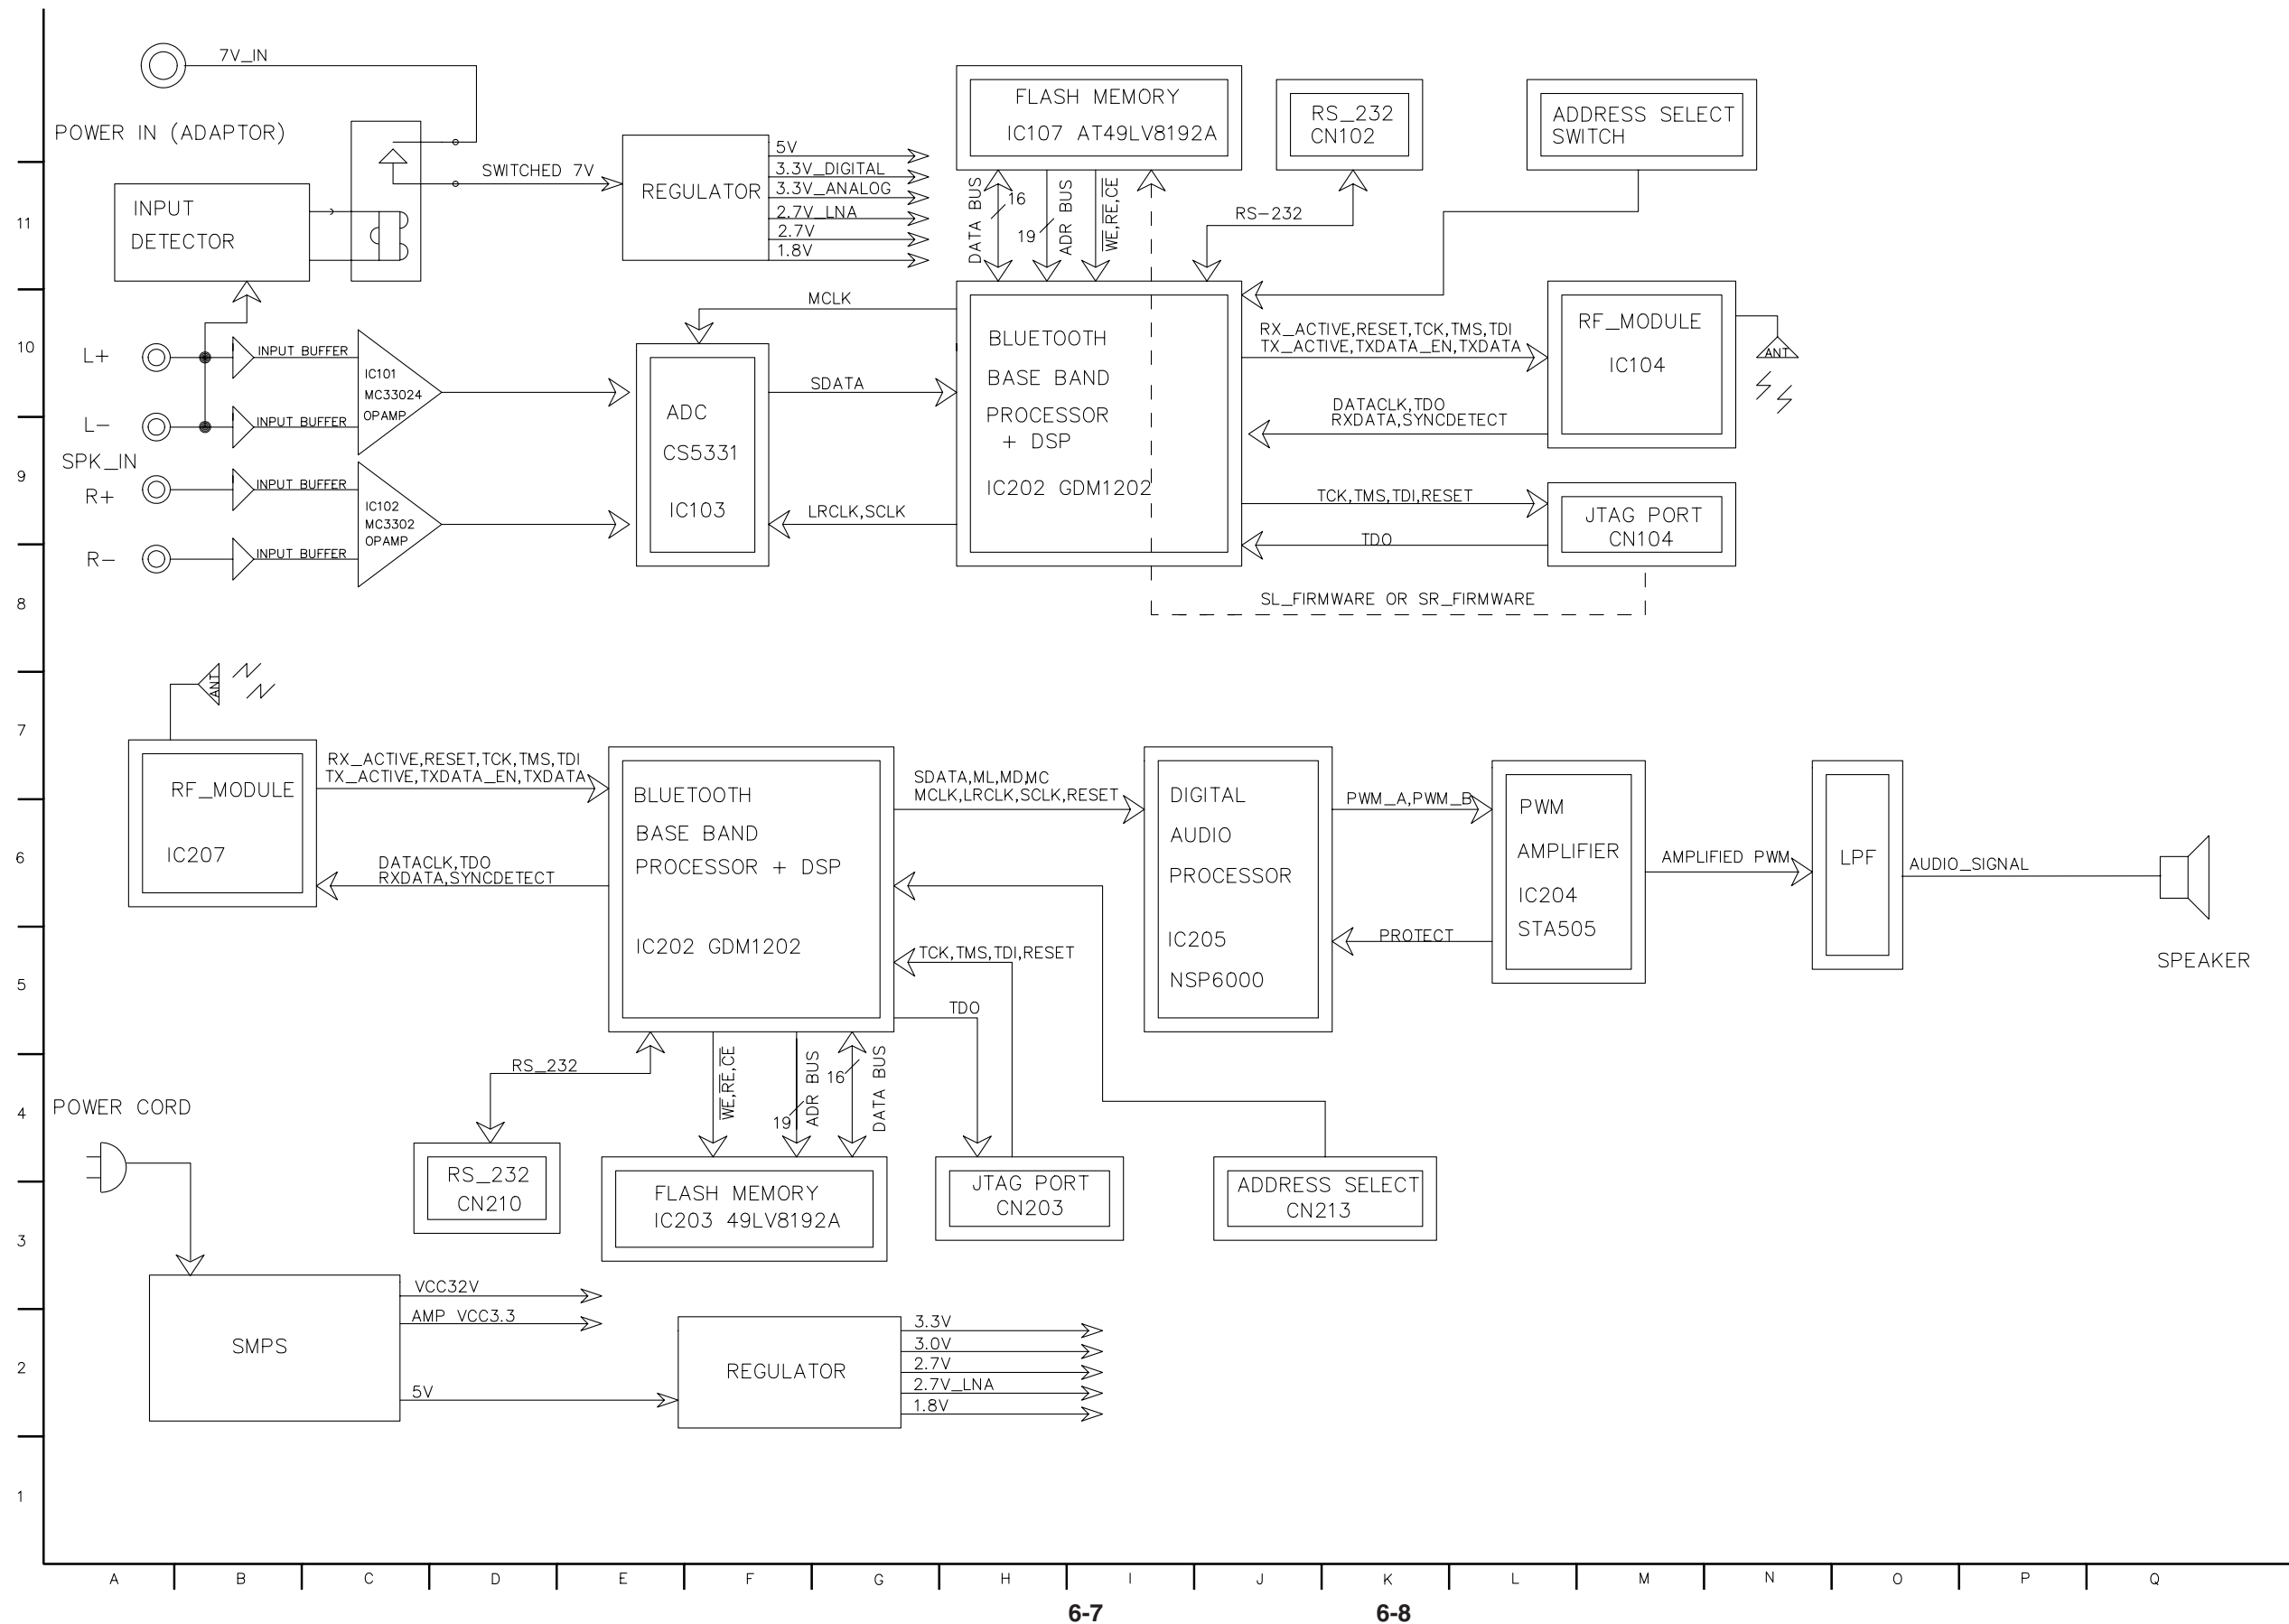 7V_IN
POWER IN (ADAPTOR)
INPUT
DETECTOR
SWITCHED 7V
REGULATOR
5V
3.3V_DIGITAL
3.3V_ANALOG
2.7V_LNA
2.7V
1.8V
FLASH MEMORY
IC107 AT49LV8192A
RS_232
CN102
ADDRESS SELECT
SWITCH
DATA BUS
16
19
ADR BUS
WE,RE,CE
RS-232
11
MCLK
10
L+
INPUT BUFFER
IC101
MC33024
OPAMP
L-
INPUT BUFFER
SPK_IN
9
R+
INPUT BUFFER
IC102
MC3302
OPAMP
R-
INPUT BUFFER
8
ADC
CS5331
IC103
SDATA
LRCLK,SCLK
BLUETOOTH
BASE BAND
PROCESSOR
+ DSP
IC202 GDM1202
RX_ACTIVE,RESET,TCK,TMS,TDI
TX_ACTIVE,TXDATA_EN,TXDATA
DATACLK,TDO
RXDATA,SYNCDETECT
RF_MODULE
IC104
ANT
TCK,TMS,TDI,RESET
TDO
JTAG PORT
CN104
SL_FIRMWARE OR SR_FIRMWARE
ANT
7
RF_MODULE
IC207
RX_ACTIVE,RESET,TCK,TMS,TDI
TX_ACTIVE,TXDATA_EN,TXDATA
6
DATACLK,TDO
RXDATA,SYNCDETECT
BLUETOOTH
BASE BAND
PROCESSOR + DSP
IC202 GDM1202
SDATA,ML,MD,MC
MCLK,LRCLK,SCLK,RESET
DIGITAL
AUDIO
PROCESSOR
IC205
NSP6000
PWM_A,PWM_B
PROTECT
PWM
AMPLIFIER
IC204
STA505
AMPLIFIED PWM
LPF
AUDIO_SIGNAL
SPEAKER
5
TCK,TMS,TDI,RESET
TDO
RS_232
WE,RE,CE
19
ADR BUS
16
DATA BUS
4
POWER CORD
RS_232
CN210
FLASH MEMORY
IC203 49LV8192A
JTAG PORT
CN203
ADDRESS SELECT
CN213
3
SMPS
VCC32V
AMP VCC3.3
5V
2
REGULATOR
3.3V
3.0V
2.7V
2.7V_LNA
1.8V
1
A B C D E F G H I J K L M N O P Q
6-7 6-8